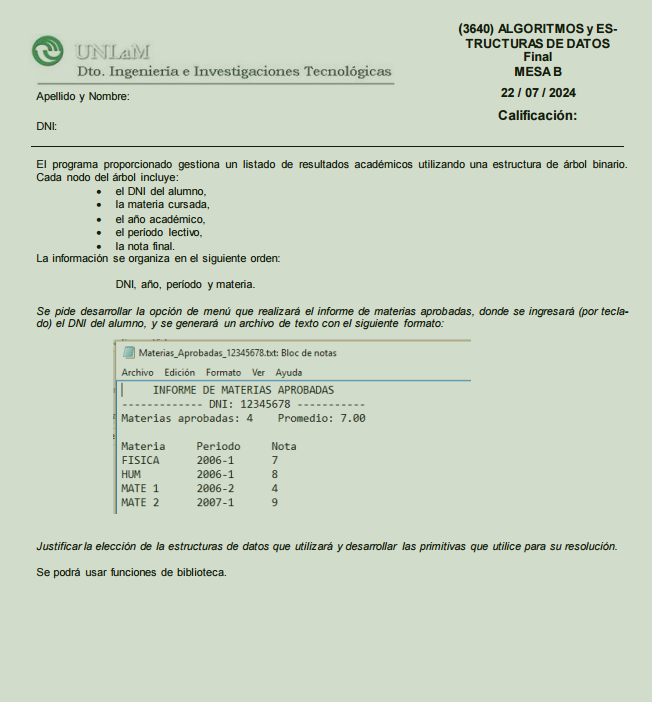 (3640) ALGORITMOS y ES-
TRUCTURAS DE DATOS
Final
MESA B
22 / 07 / 2024
Calificación:
UNLaM
Dto. Ingeniería e Investigaciones Tecnológicas
Apellido y Nombre:
DNI:
El programa proporcionado gestiona un listado de resultados académicos utilizando una estructura de árbol binario.
Cada nodo del árbol incluye:
• el DNI del alumno,
• la materia cursada,
• el año académico,
• el período lectivo,
• la nota final.
La información se organiza en el siguiente orden:
DNI, año, período y materia.
Se pide desarrollar la opción de menú que realizará el informe de materias aprobadas, donde se ingresará (por tecla-
do) el DNI del alumno, y se generará un archivo de texto con el siguiente formato:
Materias_Aprobadas_12345678.txt: Bloc de notas
Archivo Edición Formato Ver Ayuda
INFORME DE MATERIAS APROBADAS
------------- DNI: 12345678 -----------
Materias aprobadas: 4 Promedio: 7.00
Materia Periodo Nota
FISICA 2006-1 7
HUM 2006-1 8
MATE 1 2006-2 4
MATE 2 2007-1 9
Justificar la elección de la estructuras de datos que utilizará y desarrollar las primitivas que utilice para su resolución.
Se podrá usar funciones de biblioteca.